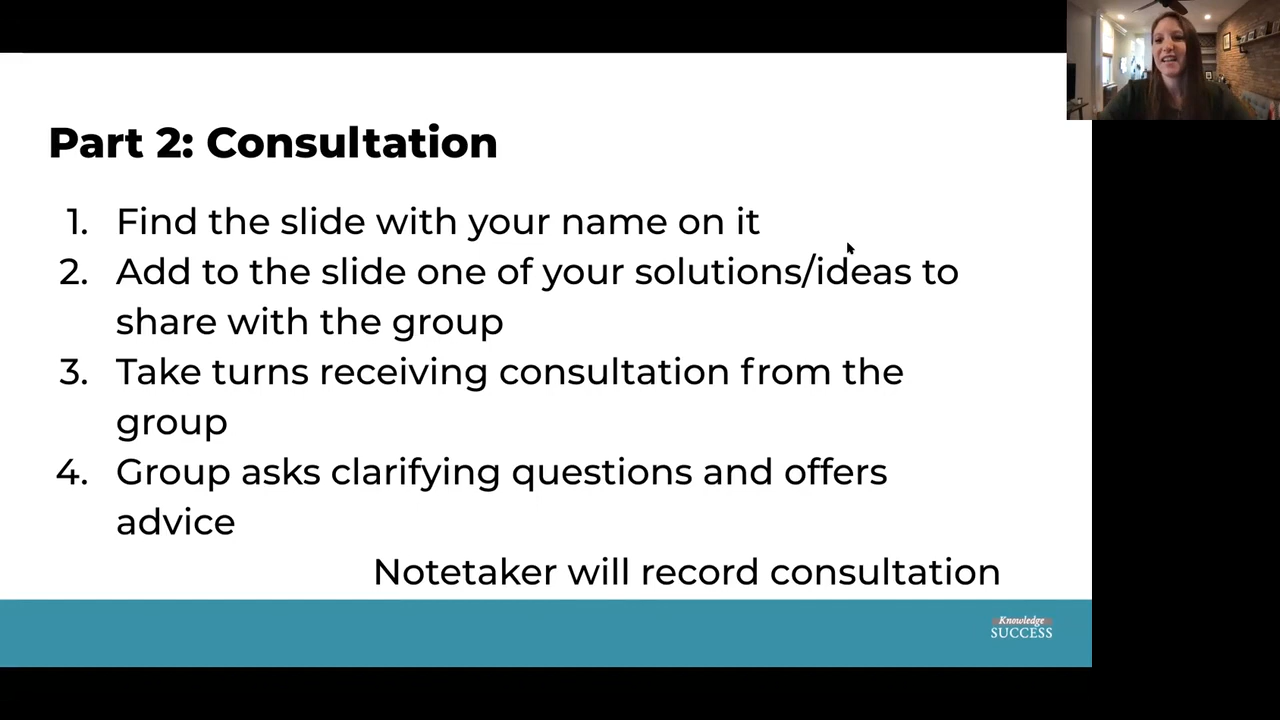 Part 2: Consultation
1. Find the slide with your name on it
2. Add to the slide one of your solutions/ideas to
share with the group
3. Take turns receiving consultation from the
group
4. Group asks clarifying questions and offers
advice
Notetaker will record consultation
Knowledge
SUCCESS